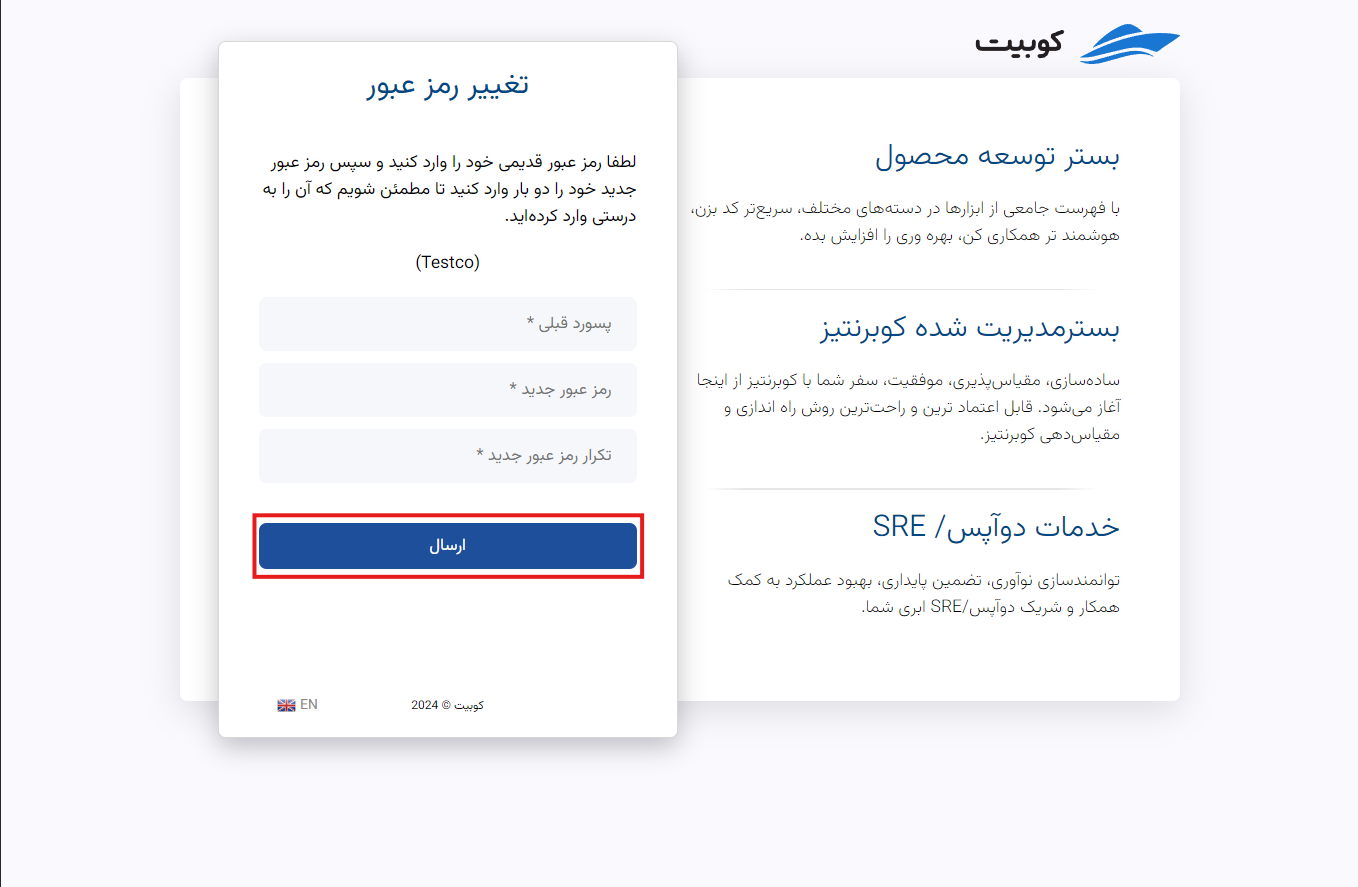 کوبیت
بستر توسعه محصول
با فهرست جامعی از ابزارها در دسته‌های مختلف، سریع‌تر کد بزن،
هوشمند تر همکاری کن، بهره وری را افزایش بده.
بسترمدیریت شده کوبرنتیز
ساده‌سازی، مقیاس‌پذیری، موفقیت، سفر شما با کوبرنتیز از اینجا
آغاز می‌شود. قابل اعتماد ترین و راحت‌ترین روش راه اندازی و
مقیاس‌دهی کوبرنتیز.
خدمات دوآپس/ SRE
توانمندسازی نوآوری، تضمین پایداری، بهبود عملکرد به کمک
همکار و شریک دوآپس/SRE ابری شما.
تغییر رمز عبور
لطفا رمز عبور قدیمی خود را وارد کنید و سپس رمز عبور
جدید خود را دو بار وارد کنید تا مطمئن شویم که آن را به
درستی وارد کرده‌اید.
(Testco)
پسورد قبلی *
رمز عبور جدید *
تکرار رمز عبور جدید *
ارسال
کوبیت © 2024
EN